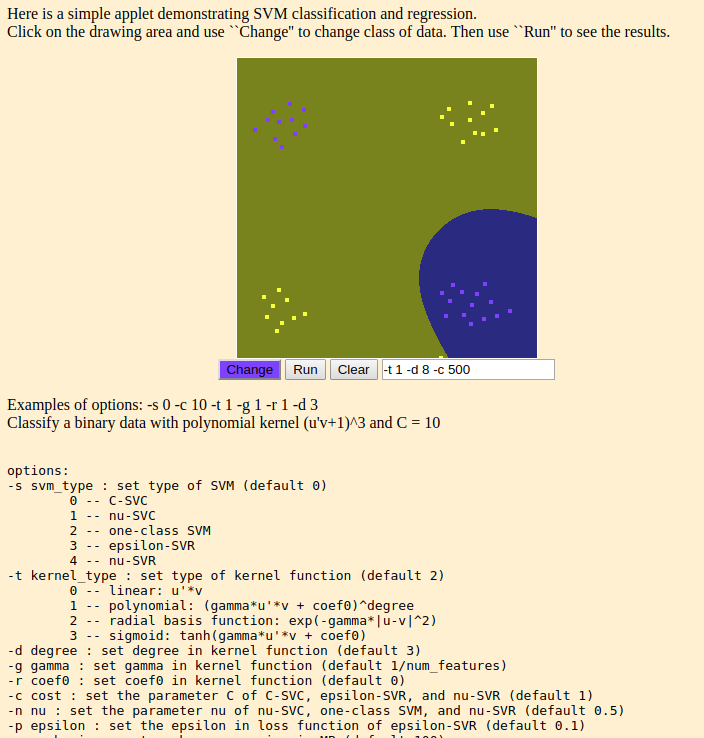 Here is a simple applet demonstrating SVM classification and regression.
Click on the drawing area and use ``Change'' to change class of data. Then use ``Run'' to see the results.
Change Run Clear -t 1 -d 8 -c 500
Examples of options: -s 0 -c 10 -t 1 -g 1 -r 1 -d 3
Classify a binary data with polynomial kernel (u'v+1)^3 and C = 10
options:
-s svm_type : set type of SVM (default 0)
0 -- C-SVC
1 -- nu-SVC
2 -- one-class SVM
3 -- epsilon-SVR
4 -- nu-SVR
-t kernel_type : set type of kernel function (default 2)
0 -- linear: u'*v
1 -- polynomial: (gamma*u'*v + coef0)^degree
2 -- radial basis function: exp(-gamma*|u-v|^2)
3 -- sigmoid: tanh(gamma*u'*v + coef0)
-d degree : set degree in kernel function (default 3)
-g gamma : set gamma in kernel function (default 1/num_features)
-r coef0 : set coef0 in kernel function (default 0)
-c cost : set the parameter C of C-SVC, epsilon-SVR, and nu-SVR (default 1)
-n nu : set the parameter nu of nu-SVC, one-class SVM, and nu-SVR (default 0.5)
-p epsilon : set the epsilon in loss function of epsilon-SVR (default 0.1)